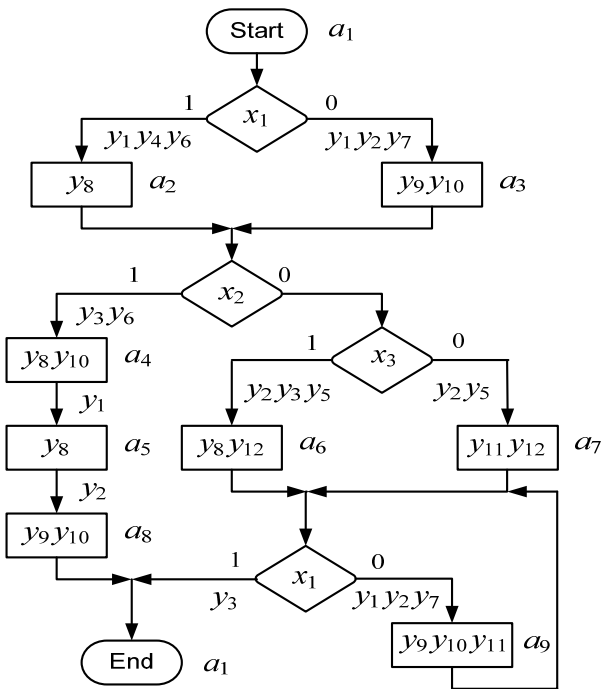 Start a₁
1 x₁ 0
y₁y₄y₆ y₁y₂y₇
y₈ a₂ y₉y₁₀ a₃
1 x₂ 0
y₃y₆
y₈y₁₀ a₄ 1 x₃ 0
y₂y₃y₅ y₂y₅
y₁
y₈ a₅ y₈y₁₂ a₆ y₁₁y₁₂ a₇
y₂
y₉y₁₀ a₈
1 x₁ 0
y₃ y₁y₂y₇
y₉y₁₀y₁₁ a₉
End a₁